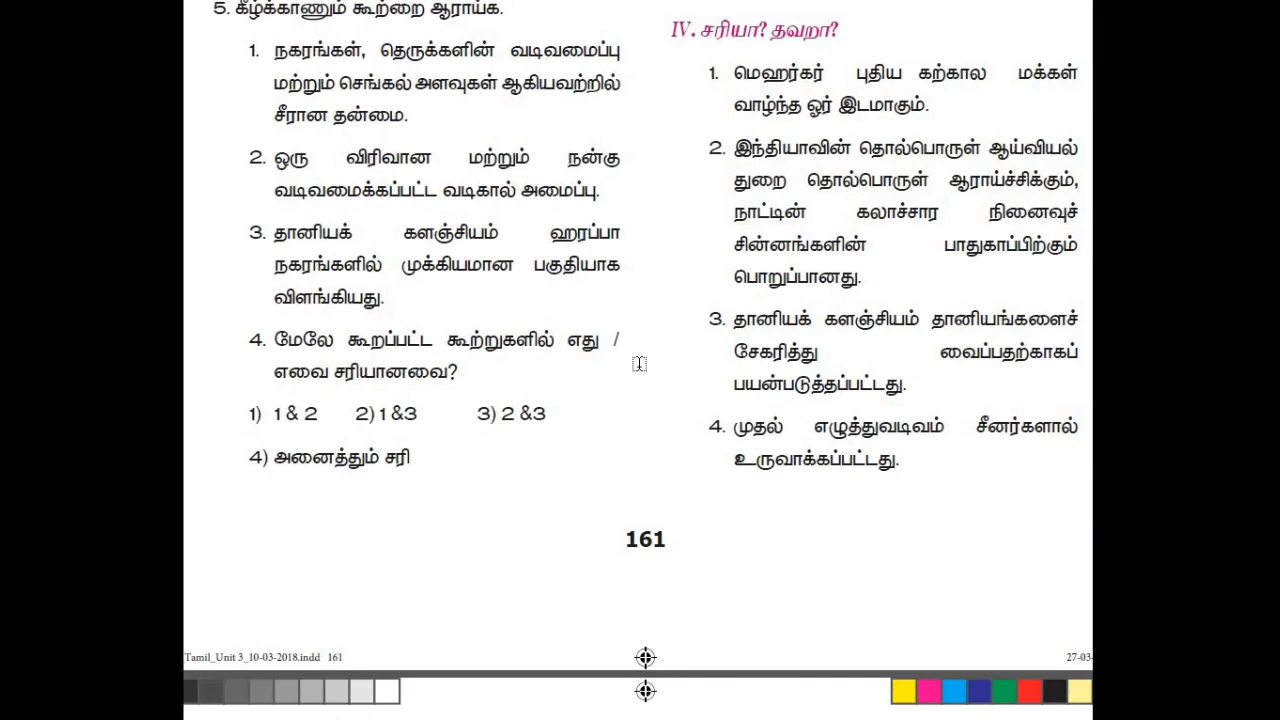 5. கீழ்க்காணும் கூற்றை ஆராய்க.
1. நகரங்கள், தெருக்களின் வடிவமைப்பு
மற்றும் செங்கல் அளவுகள் ஆகியவற்றில்
சீரான தன்மை.
2. ஒரு விரிவான மற்றும் நன்கு
வடிவமைக்கப்பட்ட வடிகால் அமைப்பு.
3. தானியக் களஞ்சியம் ஹரப்பா
நகரங்களில் முக்கியமான பகுதியாக
விளங்கியது.
4. மேலே கூறப்பட்ட கூற்றுகளில் எது /
எவை சரியானவை?
1) 1 & 2 2) 1 &3 3) 2 &3
4) அனைத்தும் சரி
IV. சரியா? தவறா?
1. மெஹர்கர் புதிய கற்கால மக்கள்
வாழ்ந்த ஓர் இடமாகும்.
2. இந்தியாவின் தொல்பொருள் ஆய்வியல்
துறை தொல்பொருள் ஆராய்ச்சிக்கும்,
நாட்டின் கலாச்சார நினைவுச்
சின்னங்களின் பாதுகாப்பிற்கும்
பொறுப்பானது.
3. தானியக் களஞ்சியம் தானியங்களைச்
சேகரித்து வைப்பதற்காகப்
பயன்படுத்தப்பட்டது.
4. முதல் எழுத்துவடிவம் சீனர்களால்
உருவாக்கப்பட்டது.
161
Tamil_Unit 3_10-03-2018.indd 161
27-03-